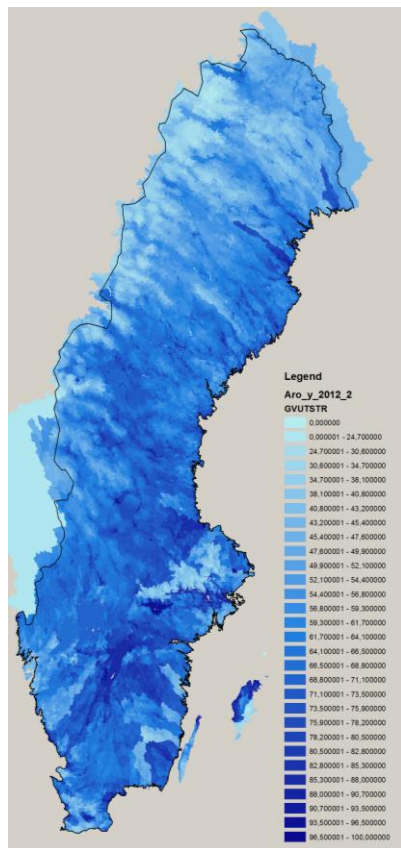 Legend
Aro_y_2012_2
GVUTSTR
0,000000
0,000001 - 24,700000
24,700001 - 30,600000
30,600001 - 34,700000
34,700001 - 38,100000
38,100001 - 40,800000
40,800001 - 43,200000
43,200001 - 45,400000
45,400001 - 47,600000
47,600001 - 49,900000
49,900001 - 52,100000
52,100001 - 54,400000
54,400001 - 56,800000
56,800001 - 59,300000
59,300001 - 61,700000
61,700001 - 64,100000
64,100001 - 66,500000
66,500001 - 68,800000
68,800001 - 71,100000
71,100001 - 73,500000
73,500001 - 75,900000
75,900001 - 78,200000
78,200001 - 80,500000
80,500001 - 82,800000
82,800001 - 85,300000
85,300001 - 88,000000
88,000001 - 90,700000
90,700001 - 93,500000
93,500001 - 96,500000
96,500001 - 100,000000